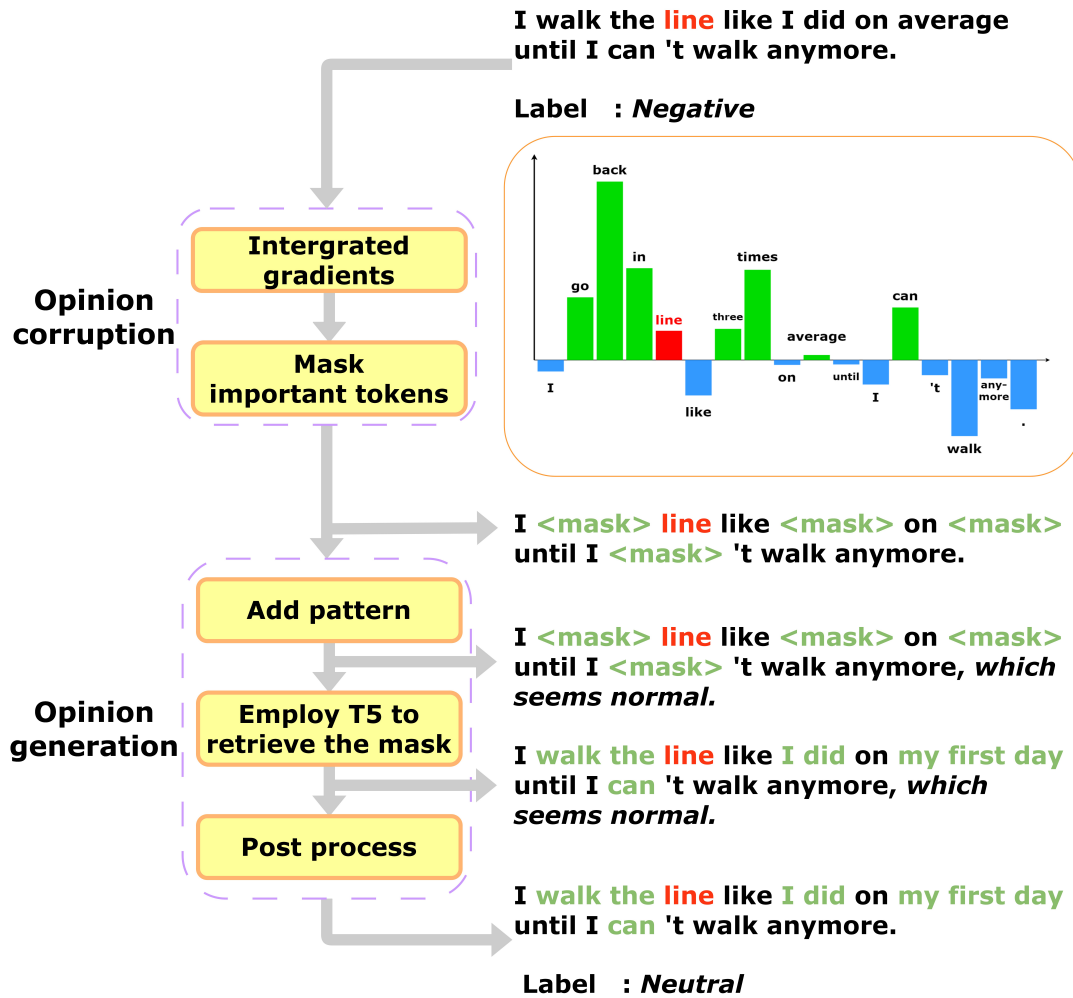 I walk the line like I did on average
until I can 't walk anymore.
Label : Negative
Opinion
corruption
Intergrated
gradients
Mask
important tokens
back
times
in
go
can
line
three
average
I
on
until
I
't
any-
more
like
.
walk
I <mask> line like <mask> on <mask>
until I <mask> 't walk anymore.
Opinion
generation
Add pattern
I <mask> line like <mask> on <mask>
until I <mask> 't walk anymore, which
seems normal.
Employ T5 to
retrieve the mask
I walk the line like I did on my first day
until I can 't walk anymore, which
seems normal.
Post process
I walk the line like I did on my first day
until I can 't walk anymore.
Label : Neutral